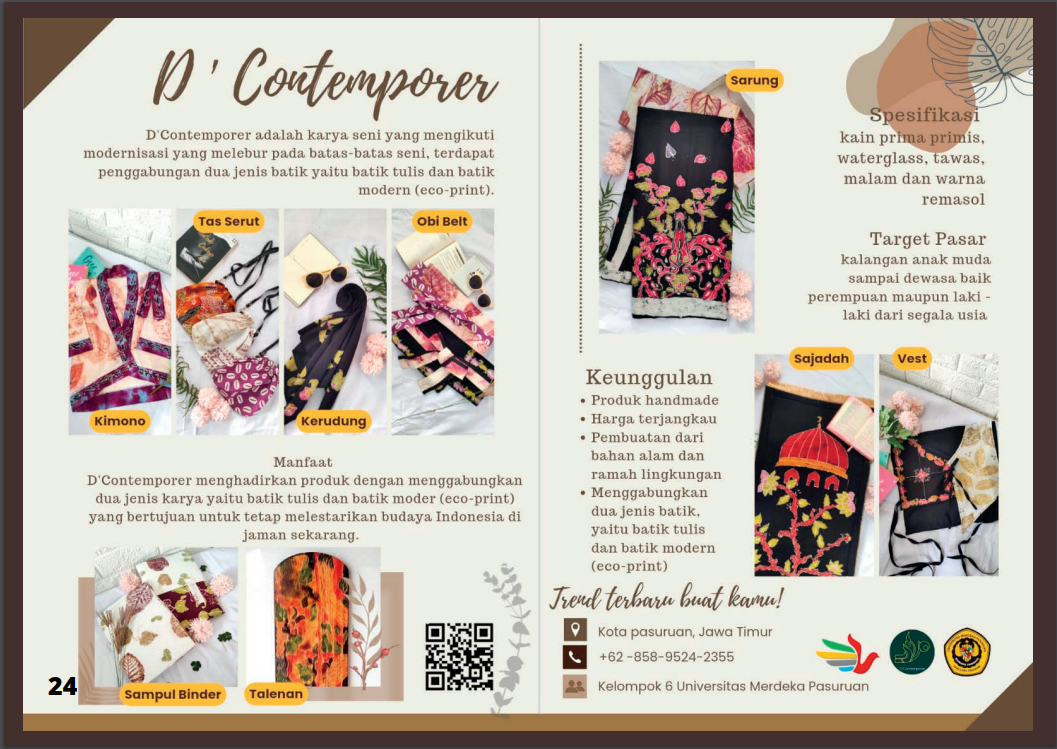 D'Contemporer
D'Contemporer adalah karya seni yang mengikuti
modernisasi yang melebur pada batas-batas seni, terdapat
penggabungan dua jenis batik yaitu batik tulis dan batik
modern (eco-print).
Tas Serut
Obi Belt
Kimono
Kerudung
Manfaat
D'Contemporer menghadirkan produk dengan menggabungkan
dua jenis karya yaitu batik tulis dan batik moder (eco-print)
yang bertujuan untuk tetap melestarikan budaya Indonesia di
jaman sekarang.
Sampul Binder
Talenan
24
Sarung
Spesifikasi
kain prima primis,
waterglass, tawas,
malam dan warna
remasol
Target Pasar
kalangan anak muda
sampai dewasa baik
perempuan maupun laki -
laki dari segala usia
Sajadah
Vest
Keunggulan
• Produk handmade
• Harga terjangkau
• Pembuatan dari
bahan alam dan
ramah lingkungan
• Menggabungkan
dua jenis batik,
yaitu batik tulis
dan batik modern
(eco-print)
Trend terbaru buat kamu!
Kota pasuruan, Jawa Timur
+62 -858-9524-2355
Kelompok 6 Universitas Merdeka Pasuruan